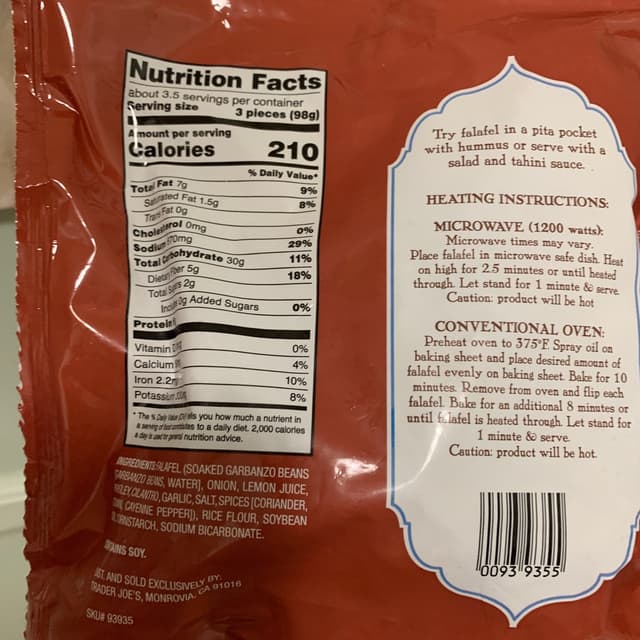 Nutrition Facts
about 3.5 servings per container
Serving size 3 pieces (98g)
Amount per serving
Calories 210
% Daily Value*
Total Fat 7g 9%
Saturated Fat 1.5g 8%
Trans Fat 0g
Cholesterol 0mg 0%
Sodium 670mg 29%
Total Carbohydrate 30g 11%
Dietary Fiber 5g 18%
Total Sugars 2g
Includes 0g Added Sugars 0%
Protein
Vitamin D 0%
Calcium 4%
Iron 2.2mg 10%
Potassium 8%
* The % Daily Value (DV) tells you how much a nutrient in
a serving of food contributes to a daily diet. 2,000 calories
a day is used for general nutrition advice.
INGREDIENTS: FALAFEL (SOAKED GARBANZO BEANS
[GARBANZO BEANS, WATER], ONION, LEMON JUICE,
PARSLEY, CILANTRO, GARLIC, SALT, SPICES [CORIANDER,
CAYENNE PEPPER]), RICE FLOUR, SOYBEAN
CORNSTARCH, SODIUM BICARBONATE.
CONTAINS SOY.
DIST. AND SOLD EXCLUSIVELY BY:
TRADER JOE'S, MONROVIA, CA 91016
SKU# 93935
Try falafel in a pita pocket
with hummus or serve with a
salad and tahini sauce.
HEATING INSTRUCTIONS:
MICROWAVE (1200 watts):
Microwave times may vary.
Place falafel in microwave safe dish. Heat
on high for 2.5 minutes or until heated
through. Let stand for 1 minute & serve.
Caution: product will be hot
CONVENTIONAL OVEN:
Preheat oven to 375°F. Spray oil on
baking sheet and place desired amount of
falafel evenly on baking sheet. Bake for 10
minutes. Remove from oven and flip each
falafel. Bake for an additional 8 minutes or
until falafel is heated through. Let stand for
1 minute & serve.
Caution: product will be hot.
0093 9355